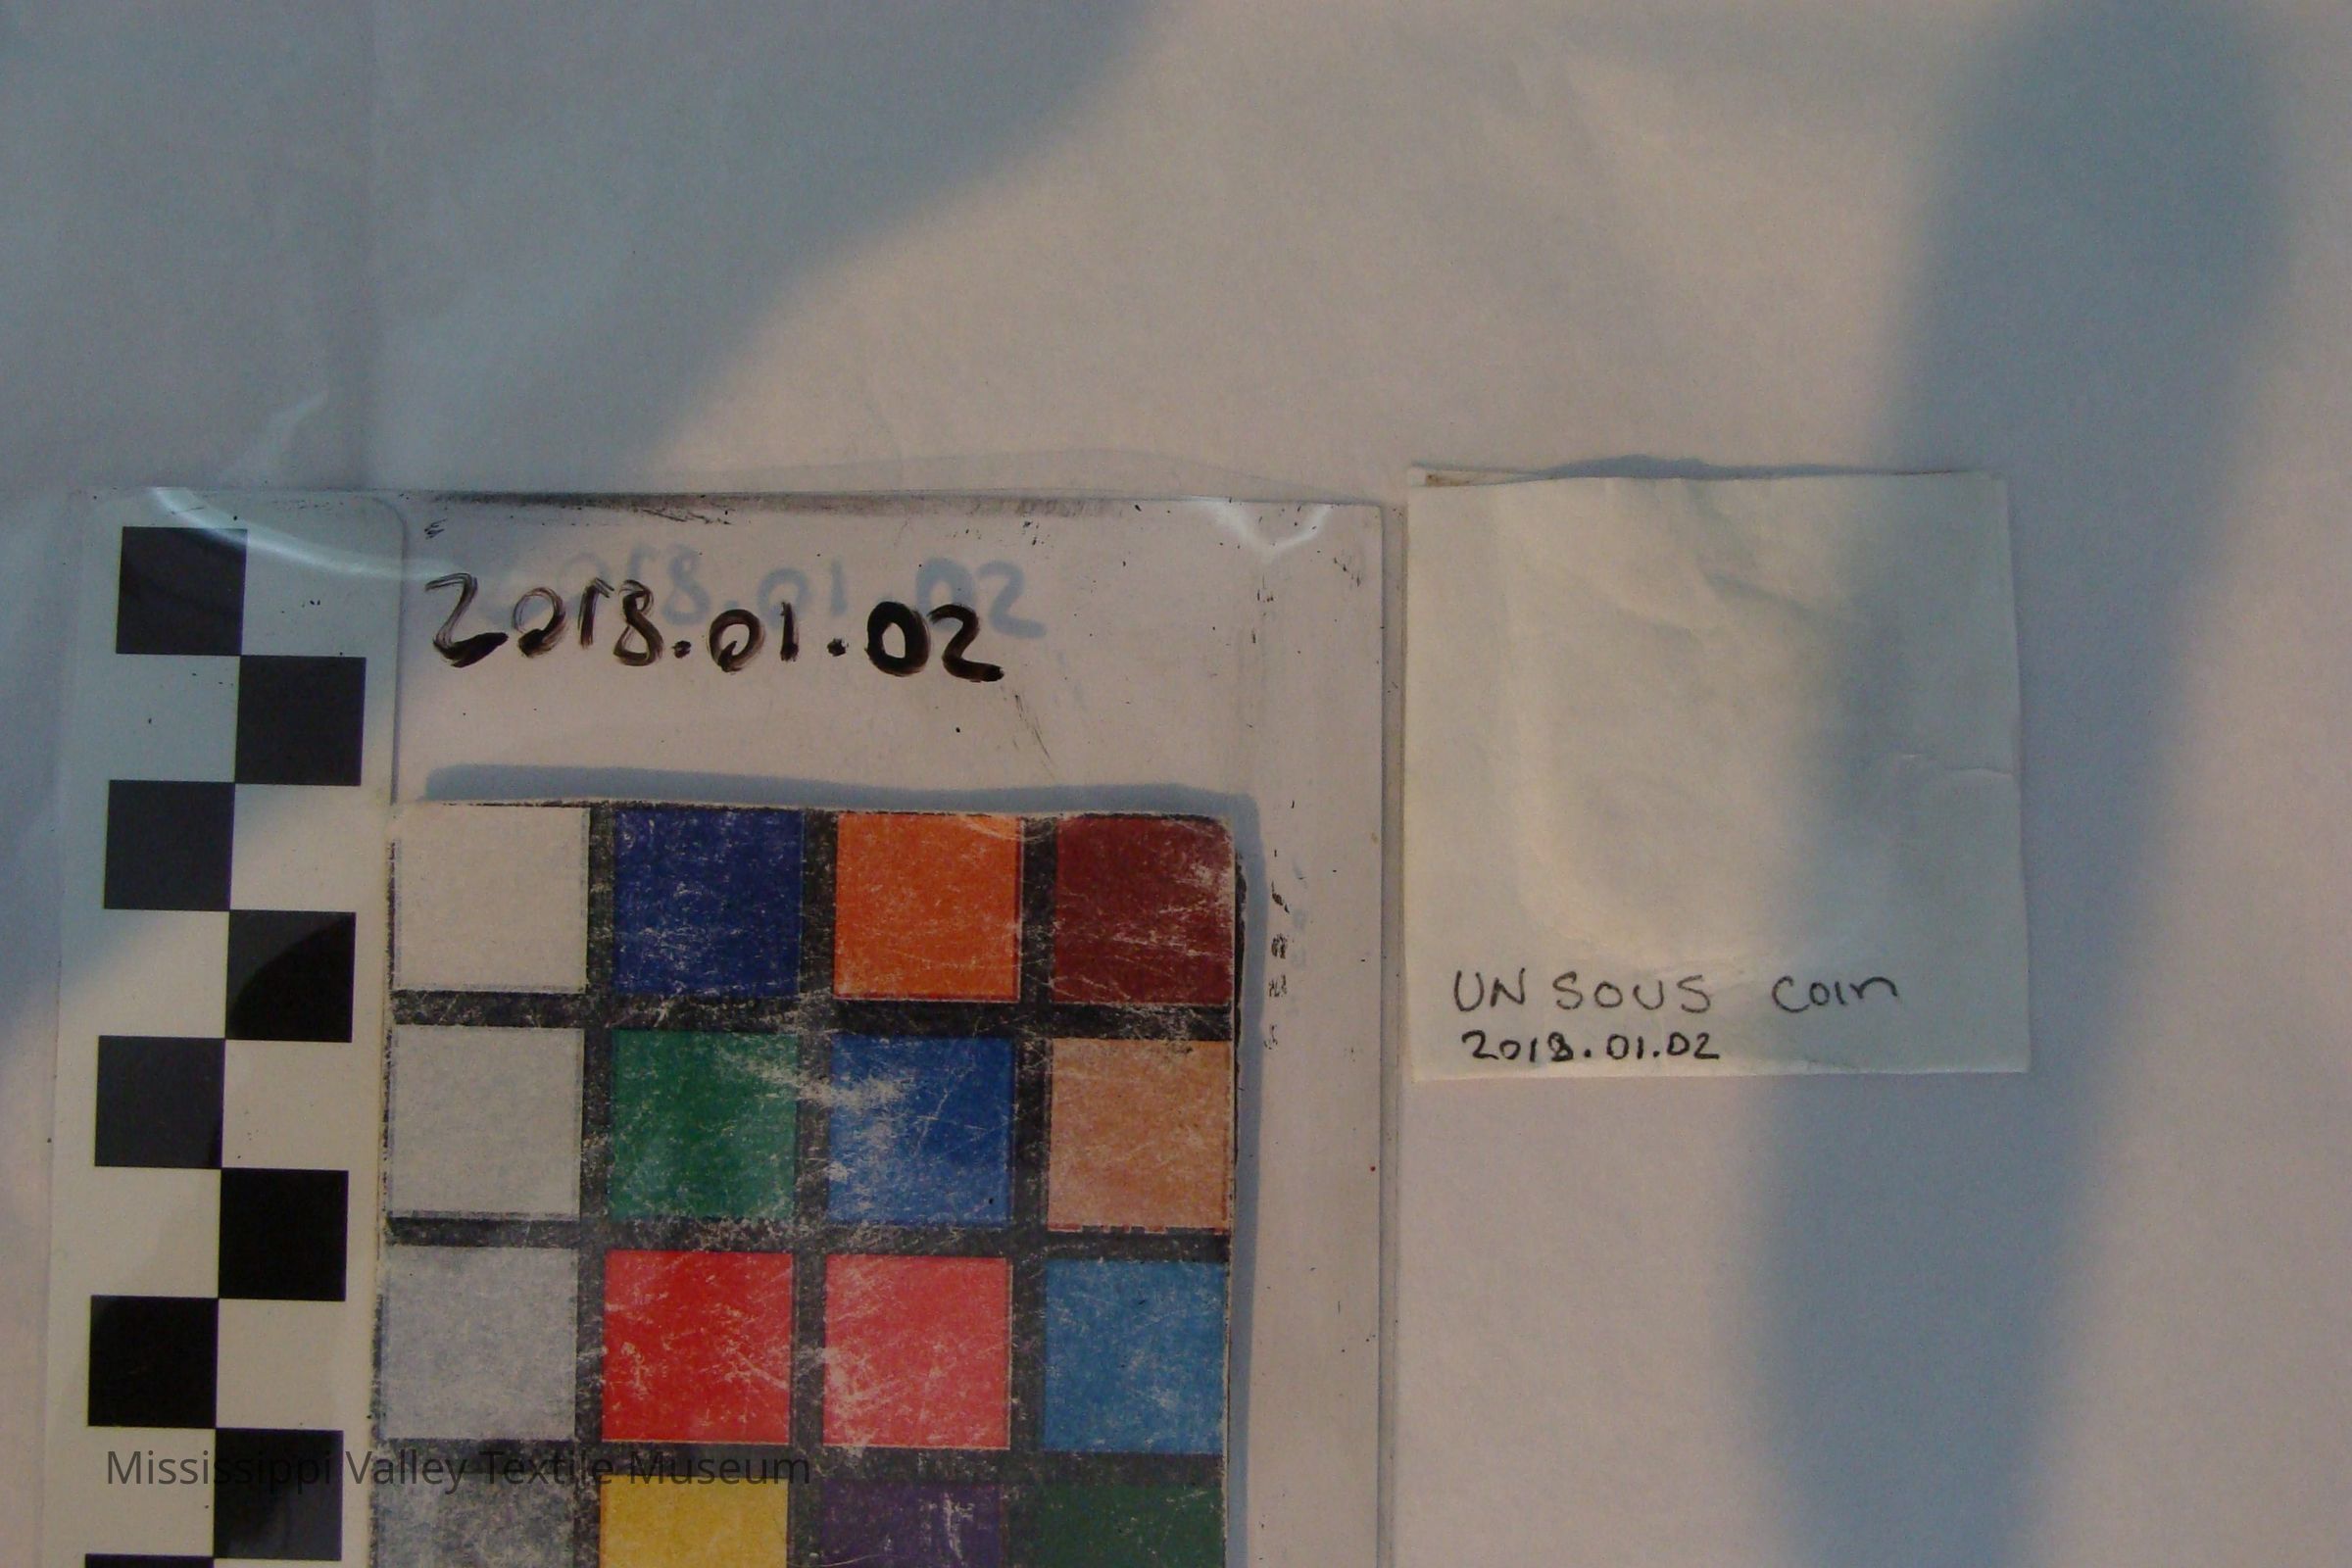 2018.01.02
UN SOUS coin
2018.01.02
Mississippi Valley Textile Museum